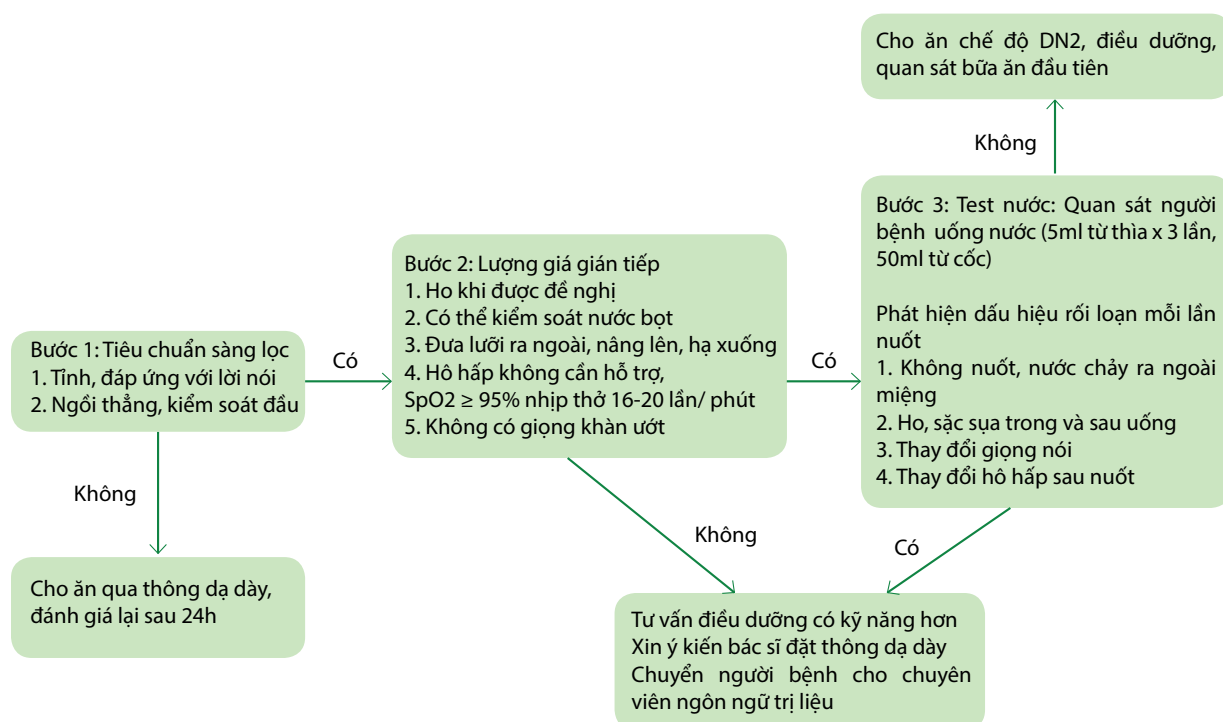 Bước 1: Tiêu chuẩn sàng lọc
1. Tỉnh, đáp ứng với lời nói
2. Ngồi thẳng, kiểm soát đầu
Có
Không
Cho ăn qua thông dạ dày,
đánh giá lại sau 24h
Bước 2: Lượng giá gián tiếp
1. Ho khi được đề nghị
2. Có thể kiểm soát nước bọt
3. Đưa lưỡi ra ngoài, nâng lên, hạ xuống
4. Hô hấp không cần hỗ trợ,
SpO2 ≥ 95% nhịp thở 16-20 lần/ phút
5. Không có giọng khàn ướt
Có
Không
Bước 3: Test nước: Quan sát người
bệnh uống nước (5ml từ thìa x 3 lần,
50ml từ cốc)
Phát hiện dấu hiệu rối loạn mỗi lần
nuốt
1. Không nuốt, nước chảy ra ngoài
miệng
2. Ho, sặc sụa trong và sau uống
3. Thay đổi giọng nói
4. Thay đổi hô hấp sau nuốt
Không
Cho ăn chế độ DN2, điều dưỡng,
quan sát bữa ăn đầu tiên
Có
Tư vấn điều dưỡng có kỹ năng hơn
Xin ý kiến bác sĩ đặt thông dạ dày
Chuyển người bệnh cho chuyên
viên ngôn ngữ trị liệu